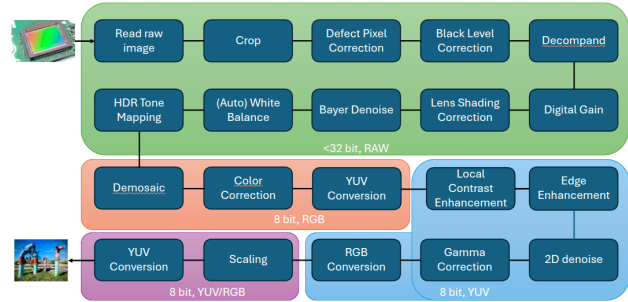 Read raw
image
Crop
Defect Pixel
Correction
Black Level
Correction
Decompand
HDR Tone
Mapping
(Auto) White
Balance
Bayer Denoise
Lens Shading
Correction
Digital Gain
<32 bit, RAW
Demosaic
Color
Correction
YUV
Conversion
Local
Contrast
Enhancement
Edge
Enhancement
8 bit, RGB
YUV
Conversion
Scaling
RGB
Conversion
Gamma
Correction
2D denoise
8 bit, YUV/RGB
8 bit, YUV